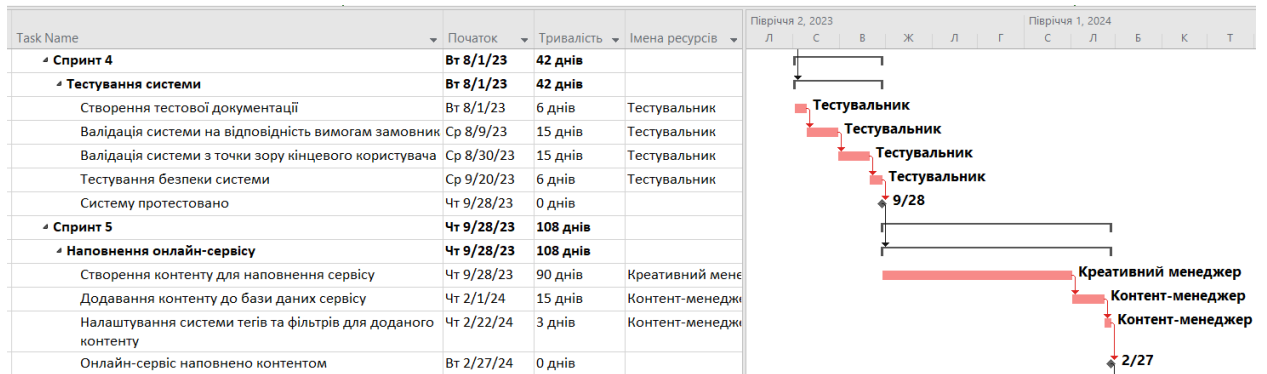 Task Name Початок Тривалість Імена ресурсів
Півріччя 2, 2023 Півріччя 1, 2024
Л С В Ж Л Г С Л Б К Т
Спринт 4 Вт 8/1/23 42 днів
Тестування системи Вт 8/1/23 42 днів
Створення тестової документації Вт 8/1/23 6 днів Тестувальник Тестувальник
Валідація системи на відповідність вимогам замовник Ср 8/9/23 15 днів Тестувальник Тестувальник
Валідація системи з точки зору кінцевого користувача Ср 8/30/23 15 днів Тестувальник Тестувальник
Тестування безпеки системи Ср 9/20/23 6 днів Тестувальник Тестувальник
Систему протестовано Чт 9/28/23 0 днів 9/28
Спринт 5 Чт 9/28/23 108 днів
Наповнення онлайн-сервісу Чт 9/28/23 108 днів
Створення контенту для наповнення сервісу Чт 9/28/23 90 днів Креативний мене Креативний менеджер
Додавання контенту до бази даних сервісу Чт 2/1/24 15 днів Контент-менедж Контент-менеджер
Налаштування системи тегів та фільтрів для доданого Чт 2/22/24 3 днів Контент-менедж Контент-менеджер
контенту
Онлайн-сервіс наповнено контентом Вт 2/27/24 0 днів 2/27